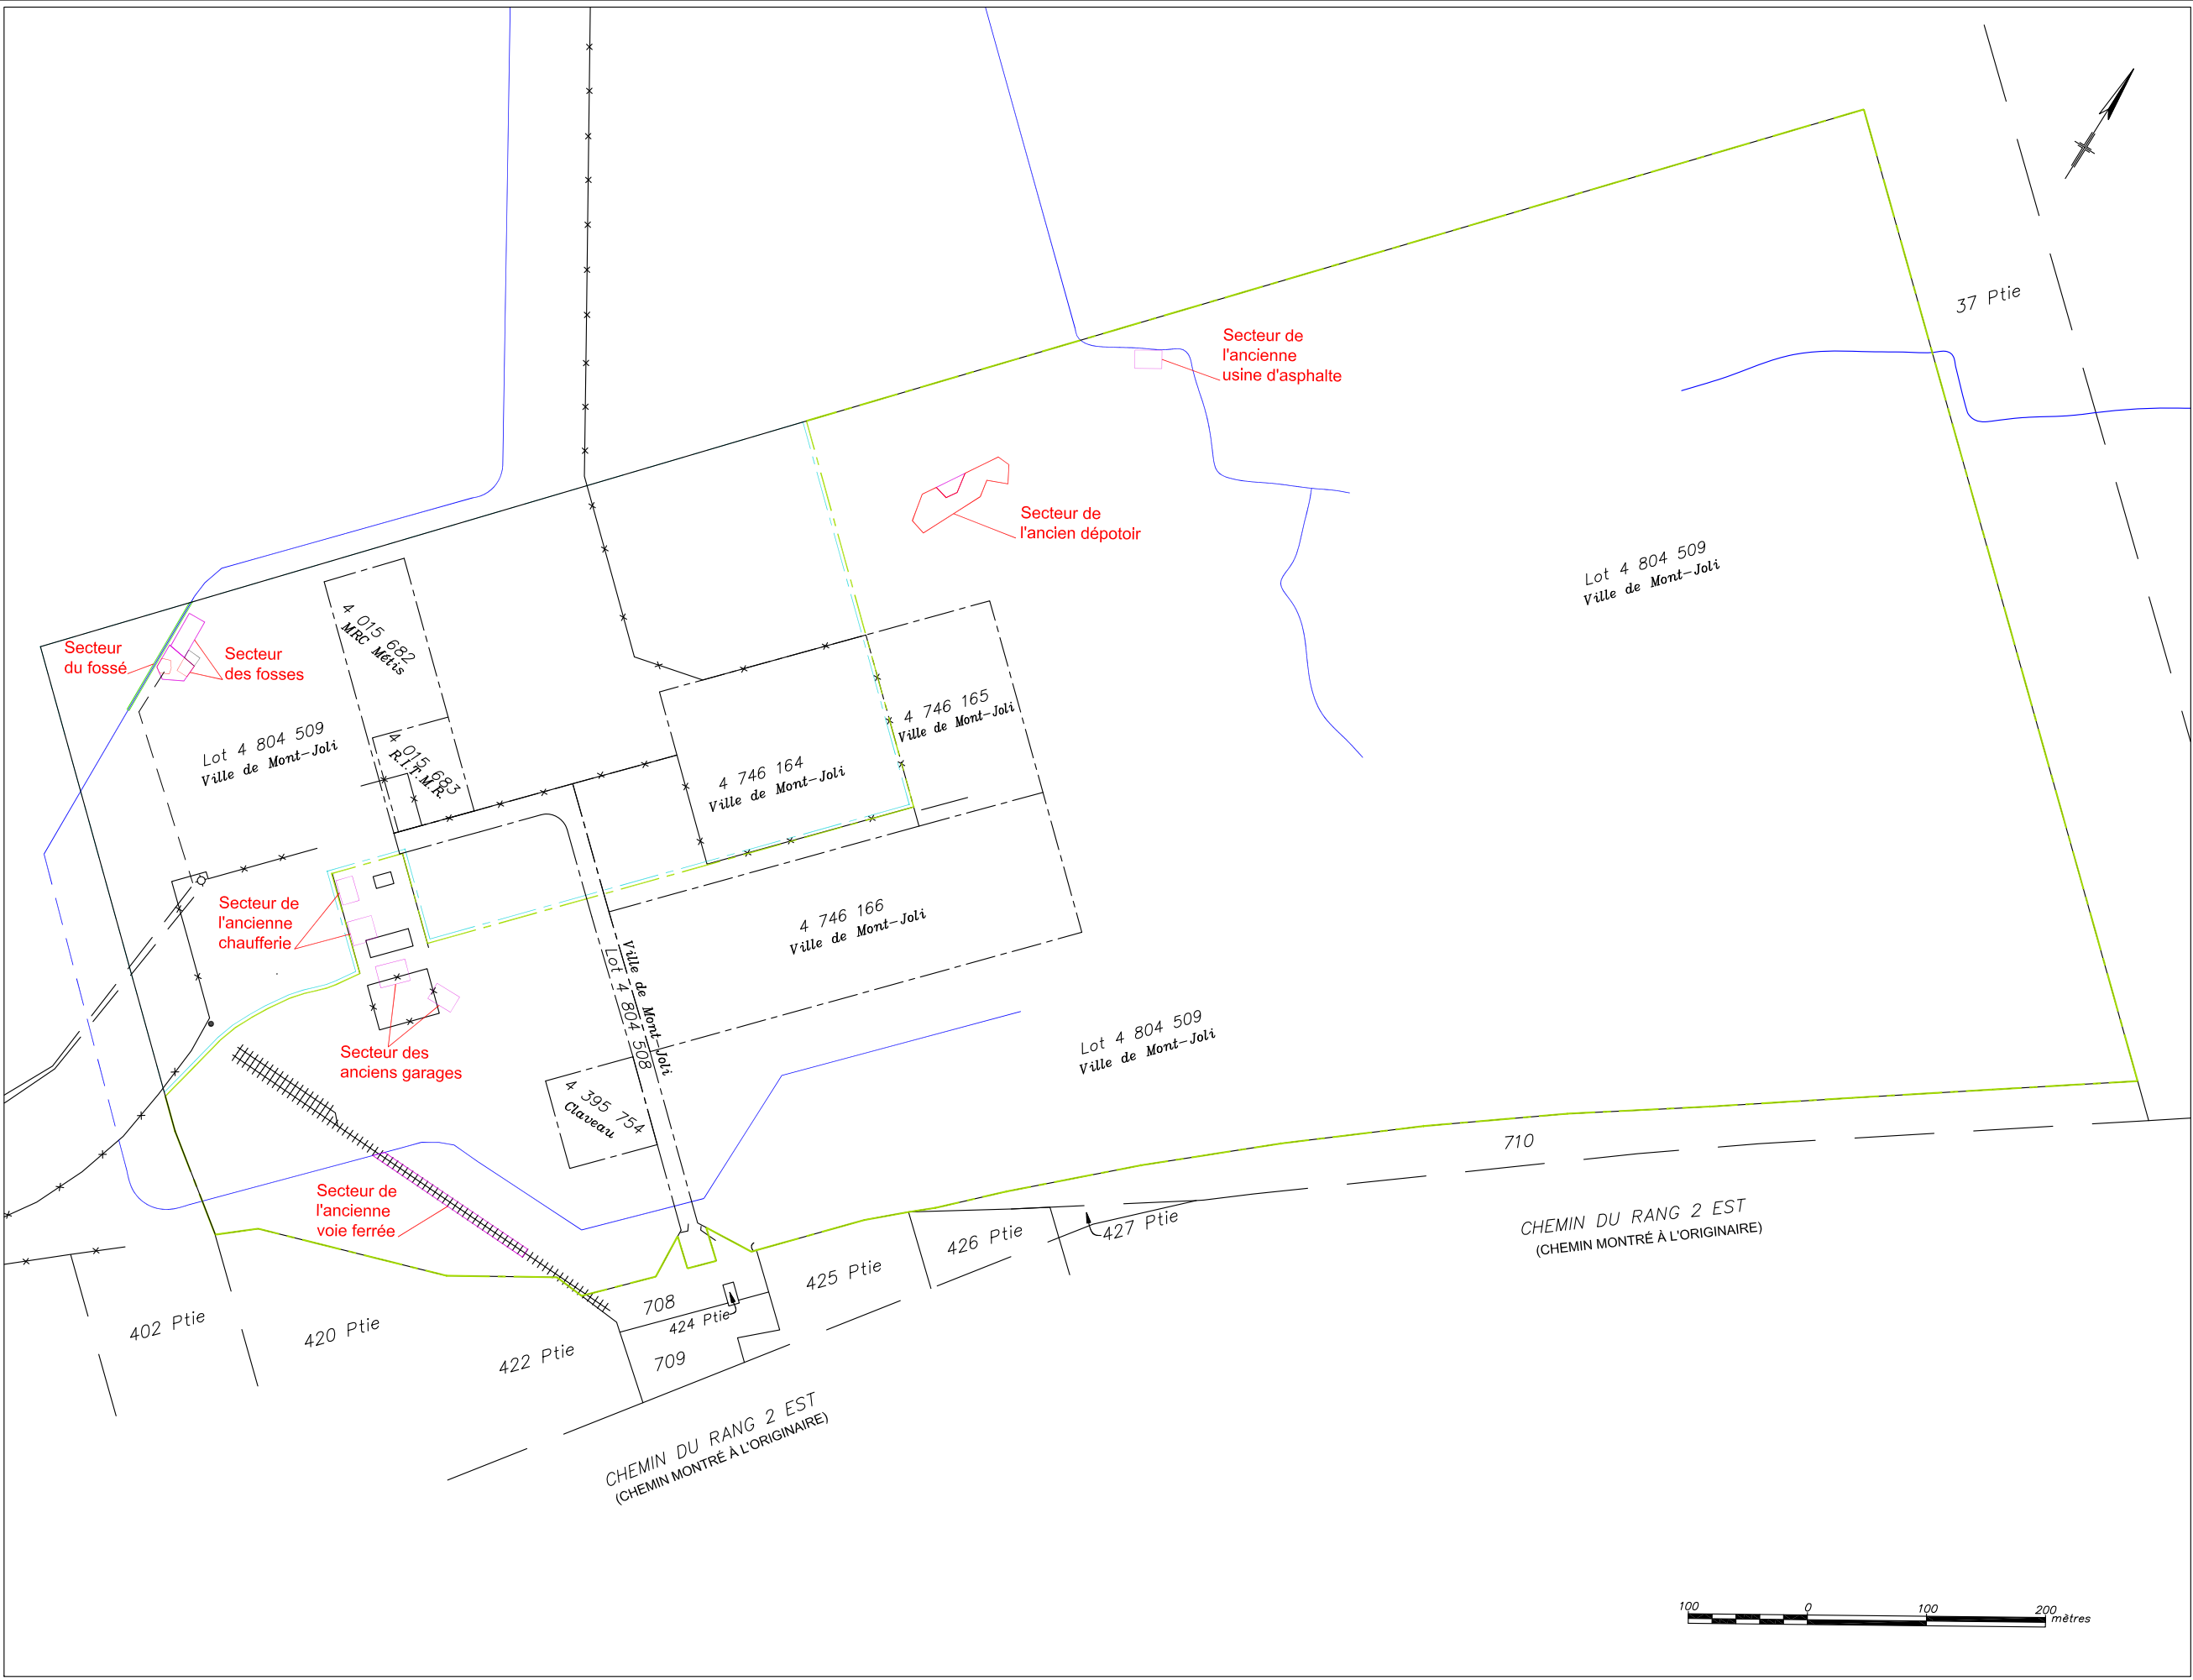 37 Ptie
Secteur de
l'ancienne
usine d'asphalte
Secteur de
l'ancien dépotoir
Lot 4 804 509
Ville de Mont-Joli
4 015 682
MRC Métis
Secteur
du fossé
Secteur
des fosses
4 746 165
Ville de Mont-Joli
Lot 4 804 509
Ville de Mont-Joli
4 015 683
R.I.T.M.R.
4 746 164
Ville de Mont-Joli
Secteur de
l'ancienne
chaufferie
4 746 166
Ville de Mont-Joli
Ville de Mont-Joli
Lot 4 804 508
Lot 4 804 509
Ville de Mont-Joli
Secteur des
anciens garages
4 395 754
Claveau
710
Secteur de
l'ancienne
voie ferrée
426 Ptie
427 Ptie
CHEMIN DU RANG 2 EST
(CHEMIN MONTRÉ À L'ORIGINAIRE)
425 Ptie
708
424 Ptie
402 Ptie
420 Ptie
422 Ptie
709
CHEMIN DU RANG 2 EST
(CHEMIN MONTRÉ À L'ORIGINAIRE)
100 0 100 200
mètres